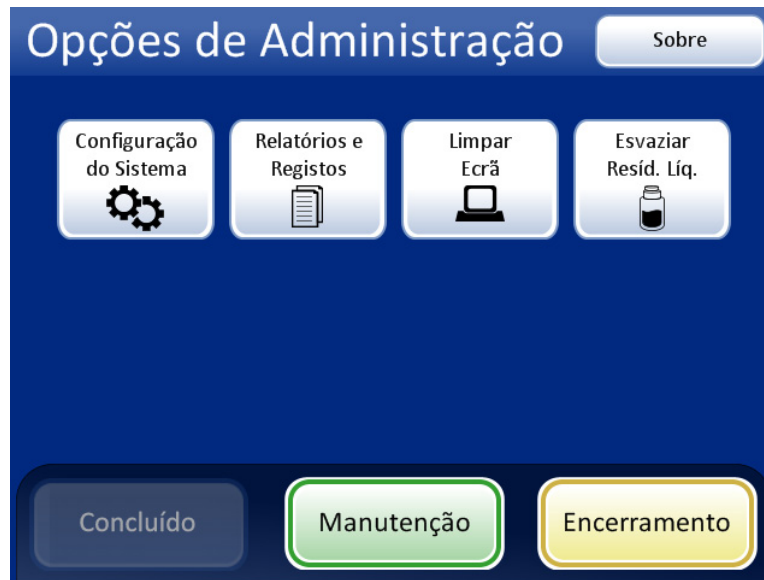 Opções de Administração
Sobre
Configuração
do Sistema
Relatórios e
Registos
Limpar
Ecrã
Esvaziar
Resíd. Líq.
Concluído
Manutenção
Encerramento